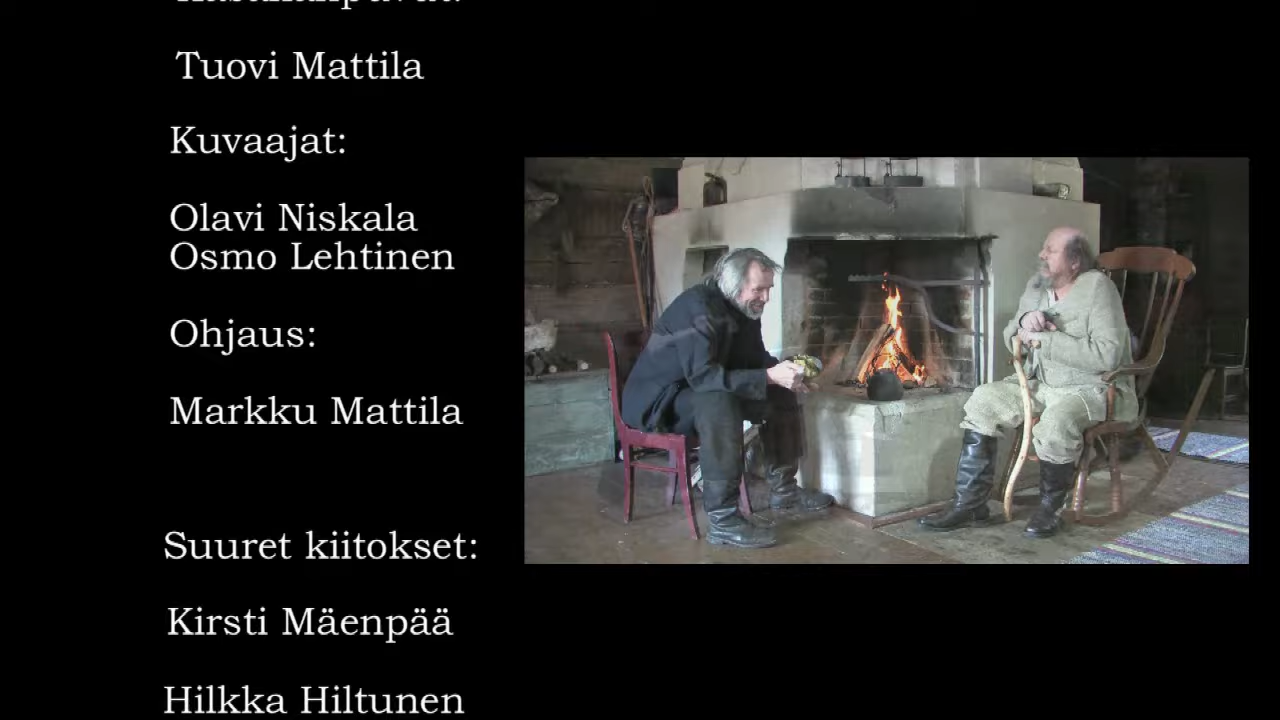 Tuovi Mattila
Kuvaajat:
Olavi Niskala
Osmo Lehtinen
Ohjaus:
Markku Mattila
Suuret kiitokset:
Kirsti Mäenpää
Hilkka Hiltunen